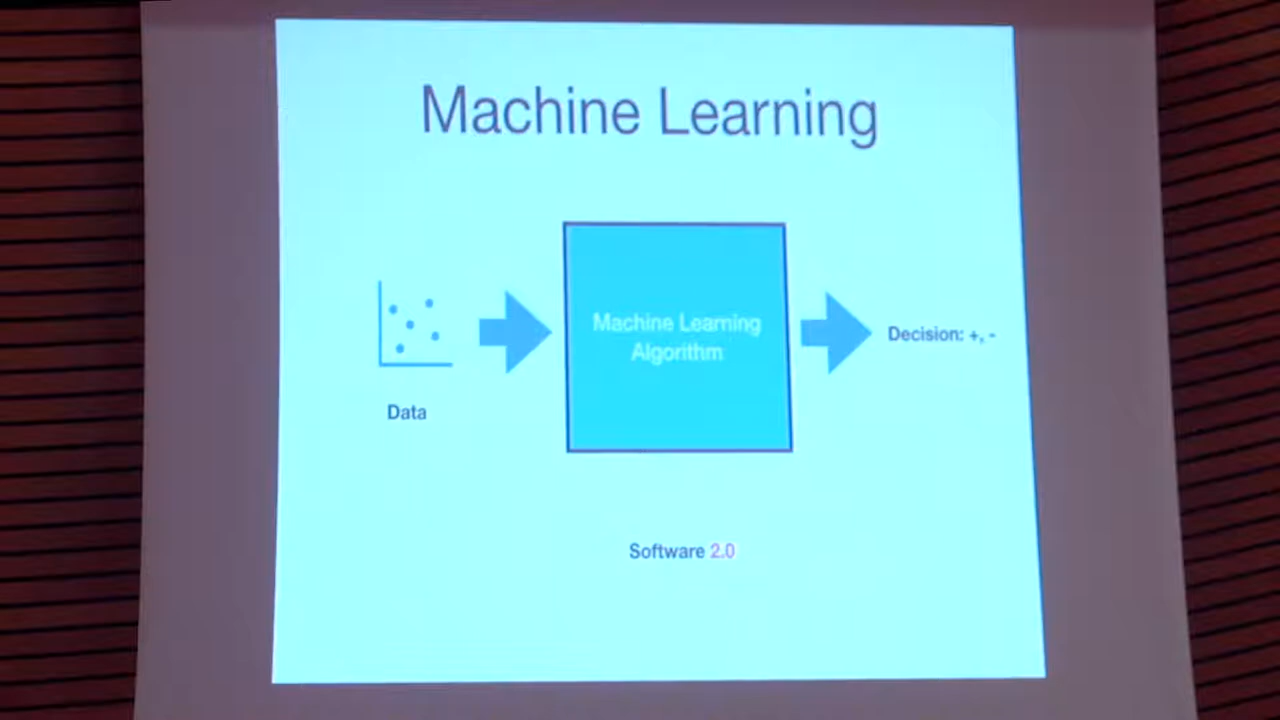 Machine Learning
Machine Learning
Algorithm
Decision: +, -
Data
Software 2.0